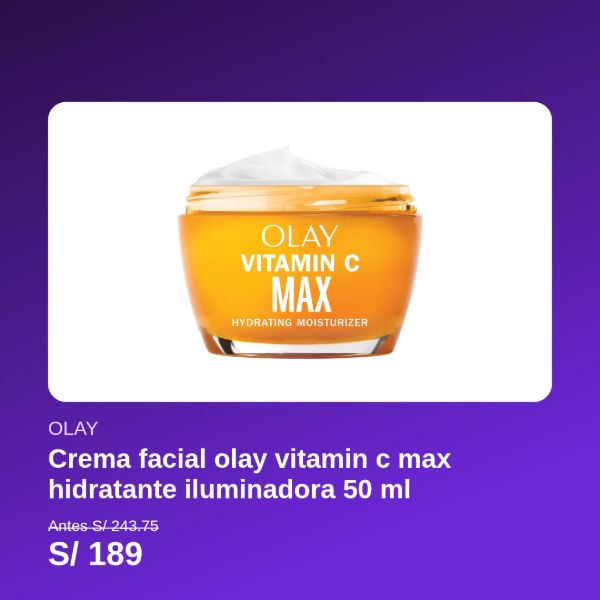 OLAY
VITAMIN C
MAX
HYDRATING MOISTURIZER
OLAY
Crema facial olay vitamin c max
hidratante iluminadora 50 ml
Antes S/ 243.75
S/ 189